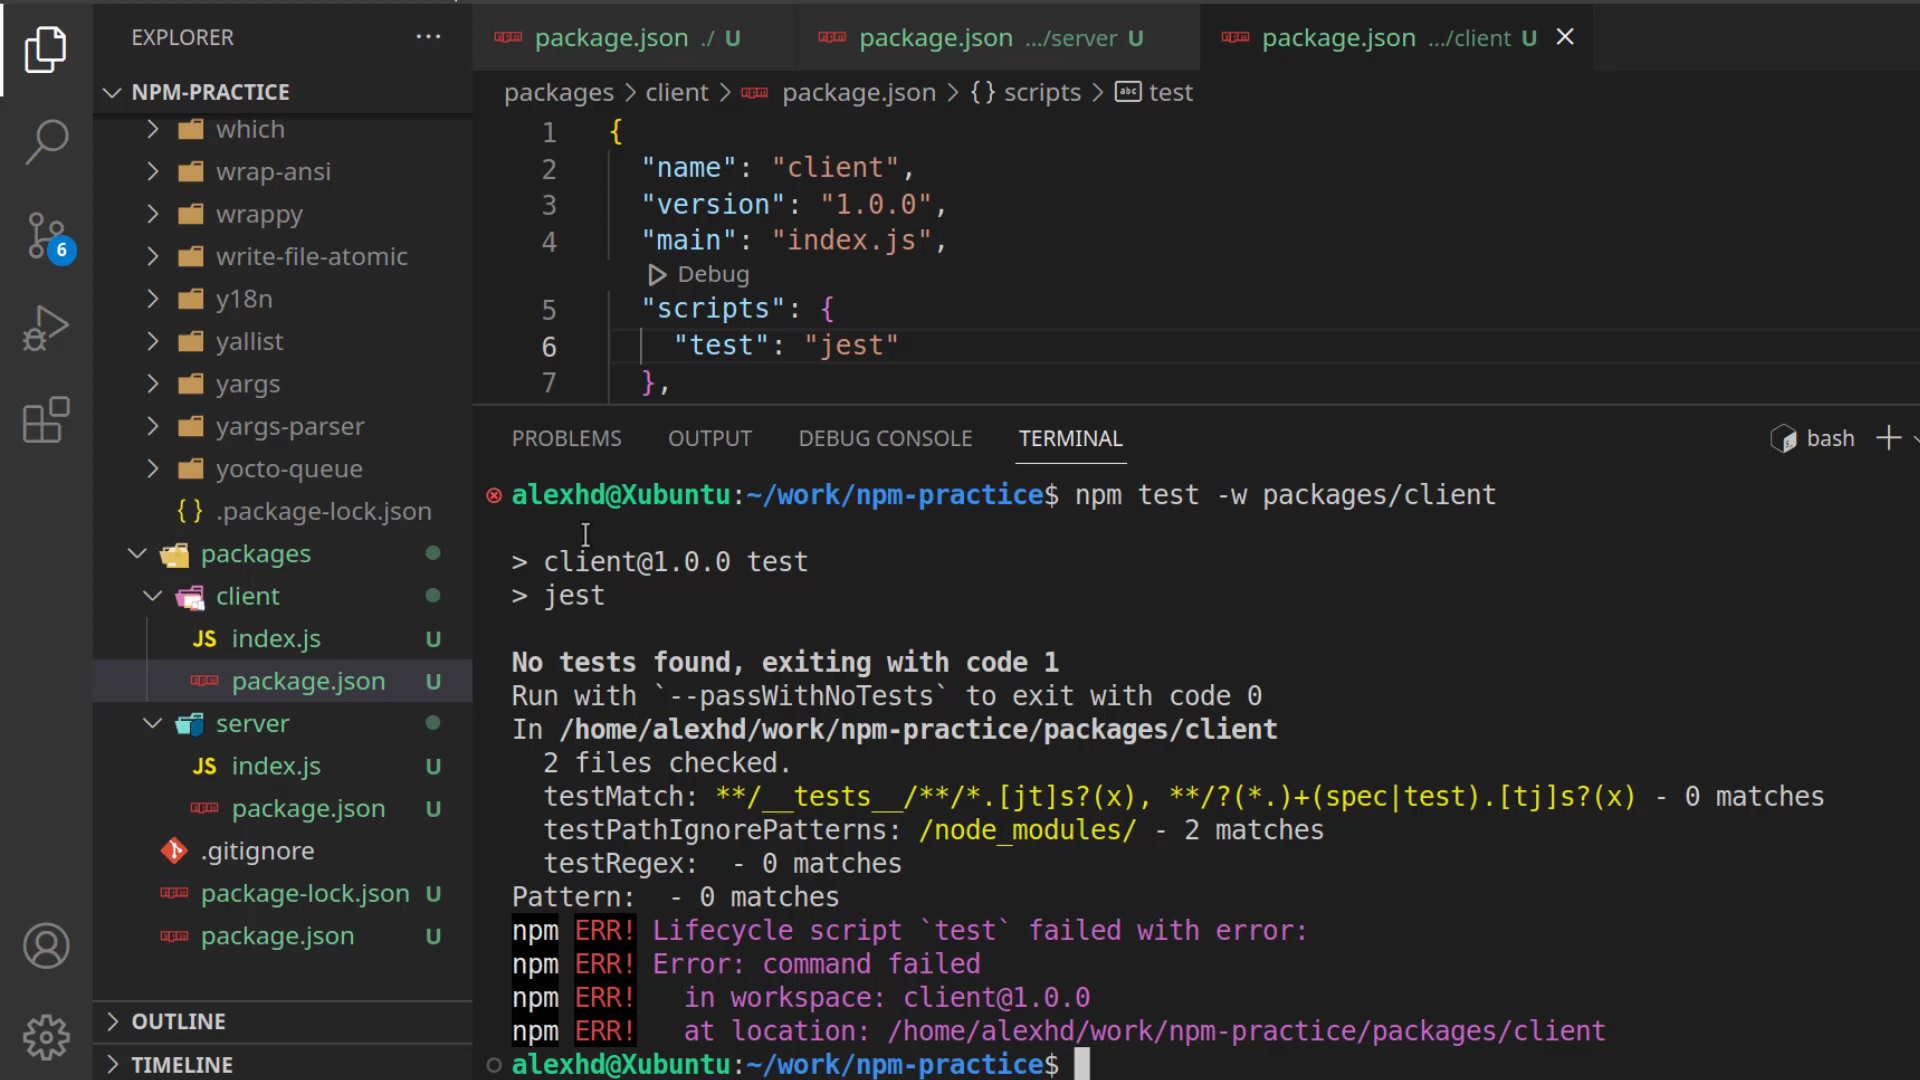 EXPLORER
NPM-PRACTICE
which
wrap-ansi
wrappy
write-file-atomic
y18n
yallist
yargs
yargs-parser
yocto-queue
{ } .package-lock.json
packages
client
JS index.js U
package.json U
server
JS index.js U
package.json U
.gitignore
package-lock.json U
package.json U
OUTLINE
TIMELINE
6
package.json ./ U
package.json .../server U
package.json .../client U
packages > client > package.json > { } scripts > abc test
1 {
2 "name": "client",
3 "version": "1.0.0",
4 "main": "index.js",
Debug
5 "scripts": {
6 "test": "jest"
7 },
PROBLEMS OUTPUT DEBUG CONSOLE TERMINAL
bash
alexhd@Xubuntu:~/work/npm-practice$ npm test -w packages/client
> client@1.0.0 test
> jest
No tests found, exiting with code 1
Run with `--passWithNoTests` to exit with code 0
In /home/alexhd/work/npm-practice/packages/client
2 files checked.
testMatch: **/__tests__/**/*.[jt]s?(x), **/?(*.)+(spec|test).[tj]s?(x) - 0 matches
testPathIgnorePatterns: /node_modules/ - 2 matches
testRegex:  - 0 matches
Pattern:  - 0 matches
npm ERR! Lifecycle script `test` failed with error:
npm ERR! Error: command failed
npm ERR!   in workspace: client@1.0.0
npm ERR!   at location: /home/alexhd/work/npm-practice/packages/client
alexhd@Xubuntu:~/work/npm-practice$